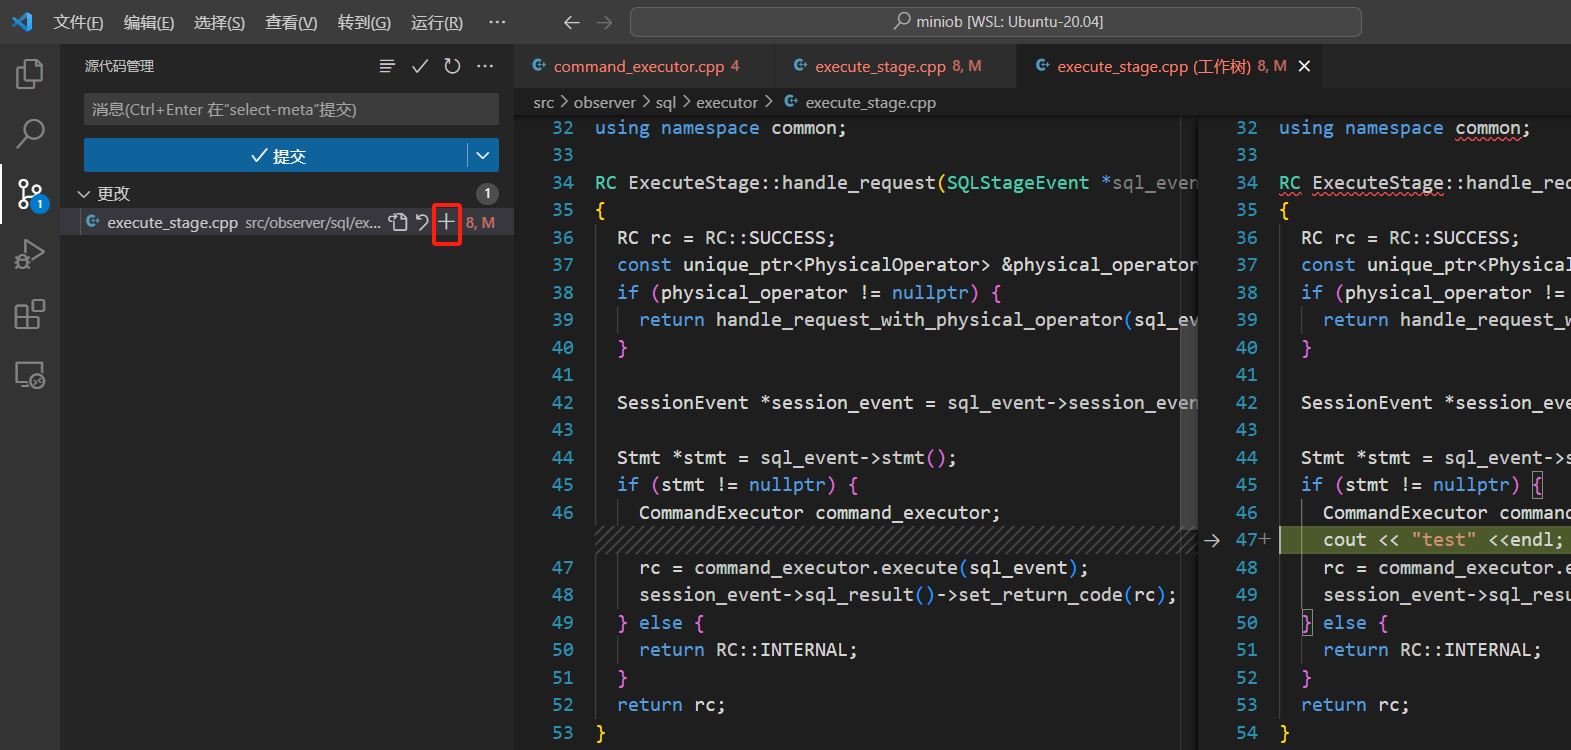 文件(F) 编辑(E) 选择(S) 查看(V) 转到(G) 运行(R) ··· miniob [WSL: Ubuntu-20.04]
源代码管理
消息(Ctrl+Enter 在“select-meta”提交)
提交
更改 1
execute_stage.cpp src/observer/sql/ex... 8, M
1
command_executor.cpp 4 execute_stage.cpp 8, M execute_stage.cpp (工作树) 8, M
src > observer > sql > executor > execute_stage.cpp
32 using namespace common;
33
34 RC ExecuteStage::handle_request(SQLStageEvent *sql_even
35 {
36 RC rc = RC::SUCCESS;
37 const unique_ptr<PhysicalOperator> &physical_operator
38 if (physical_operator != nullptr) {
39 return handle_request_with_physical_operator(sql_ev
40 }
41
42 SessionEvent *session_event = sql_event->session_even
43
44 Stmt *stmt = sql_event->stmt();
45 if (stmt != nullptr) {
46 CommandExecutor command_executor;
47 rc = command_executor.execute(sql_event);
48 session_event->sql_result()->set_return_code(rc);
49 } else {
50 return RC::INTERNAL;
51 }
52 return rc;
53 }
32 using namespace common;
33
34 RC ExecuteStage::handle_req
35 {
36 RC rc = RC::SUCCESS;
37 const unique_ptr<Physical
38 if (physical_operator !=
39 return handle_request_w
40 }
41
42 SessionEvent *session_eve
43
44 Stmt *stmt = sql_event->s
45 if (stmt != nullptr) {
46 CommandExecutor command
47+ cout << "test" <<endl;
48 rc = command_executor.e
49 session_event->sql_resu
50 } else {
51 return RC::INTERNAL;
52 }
53 return rc;
54 }